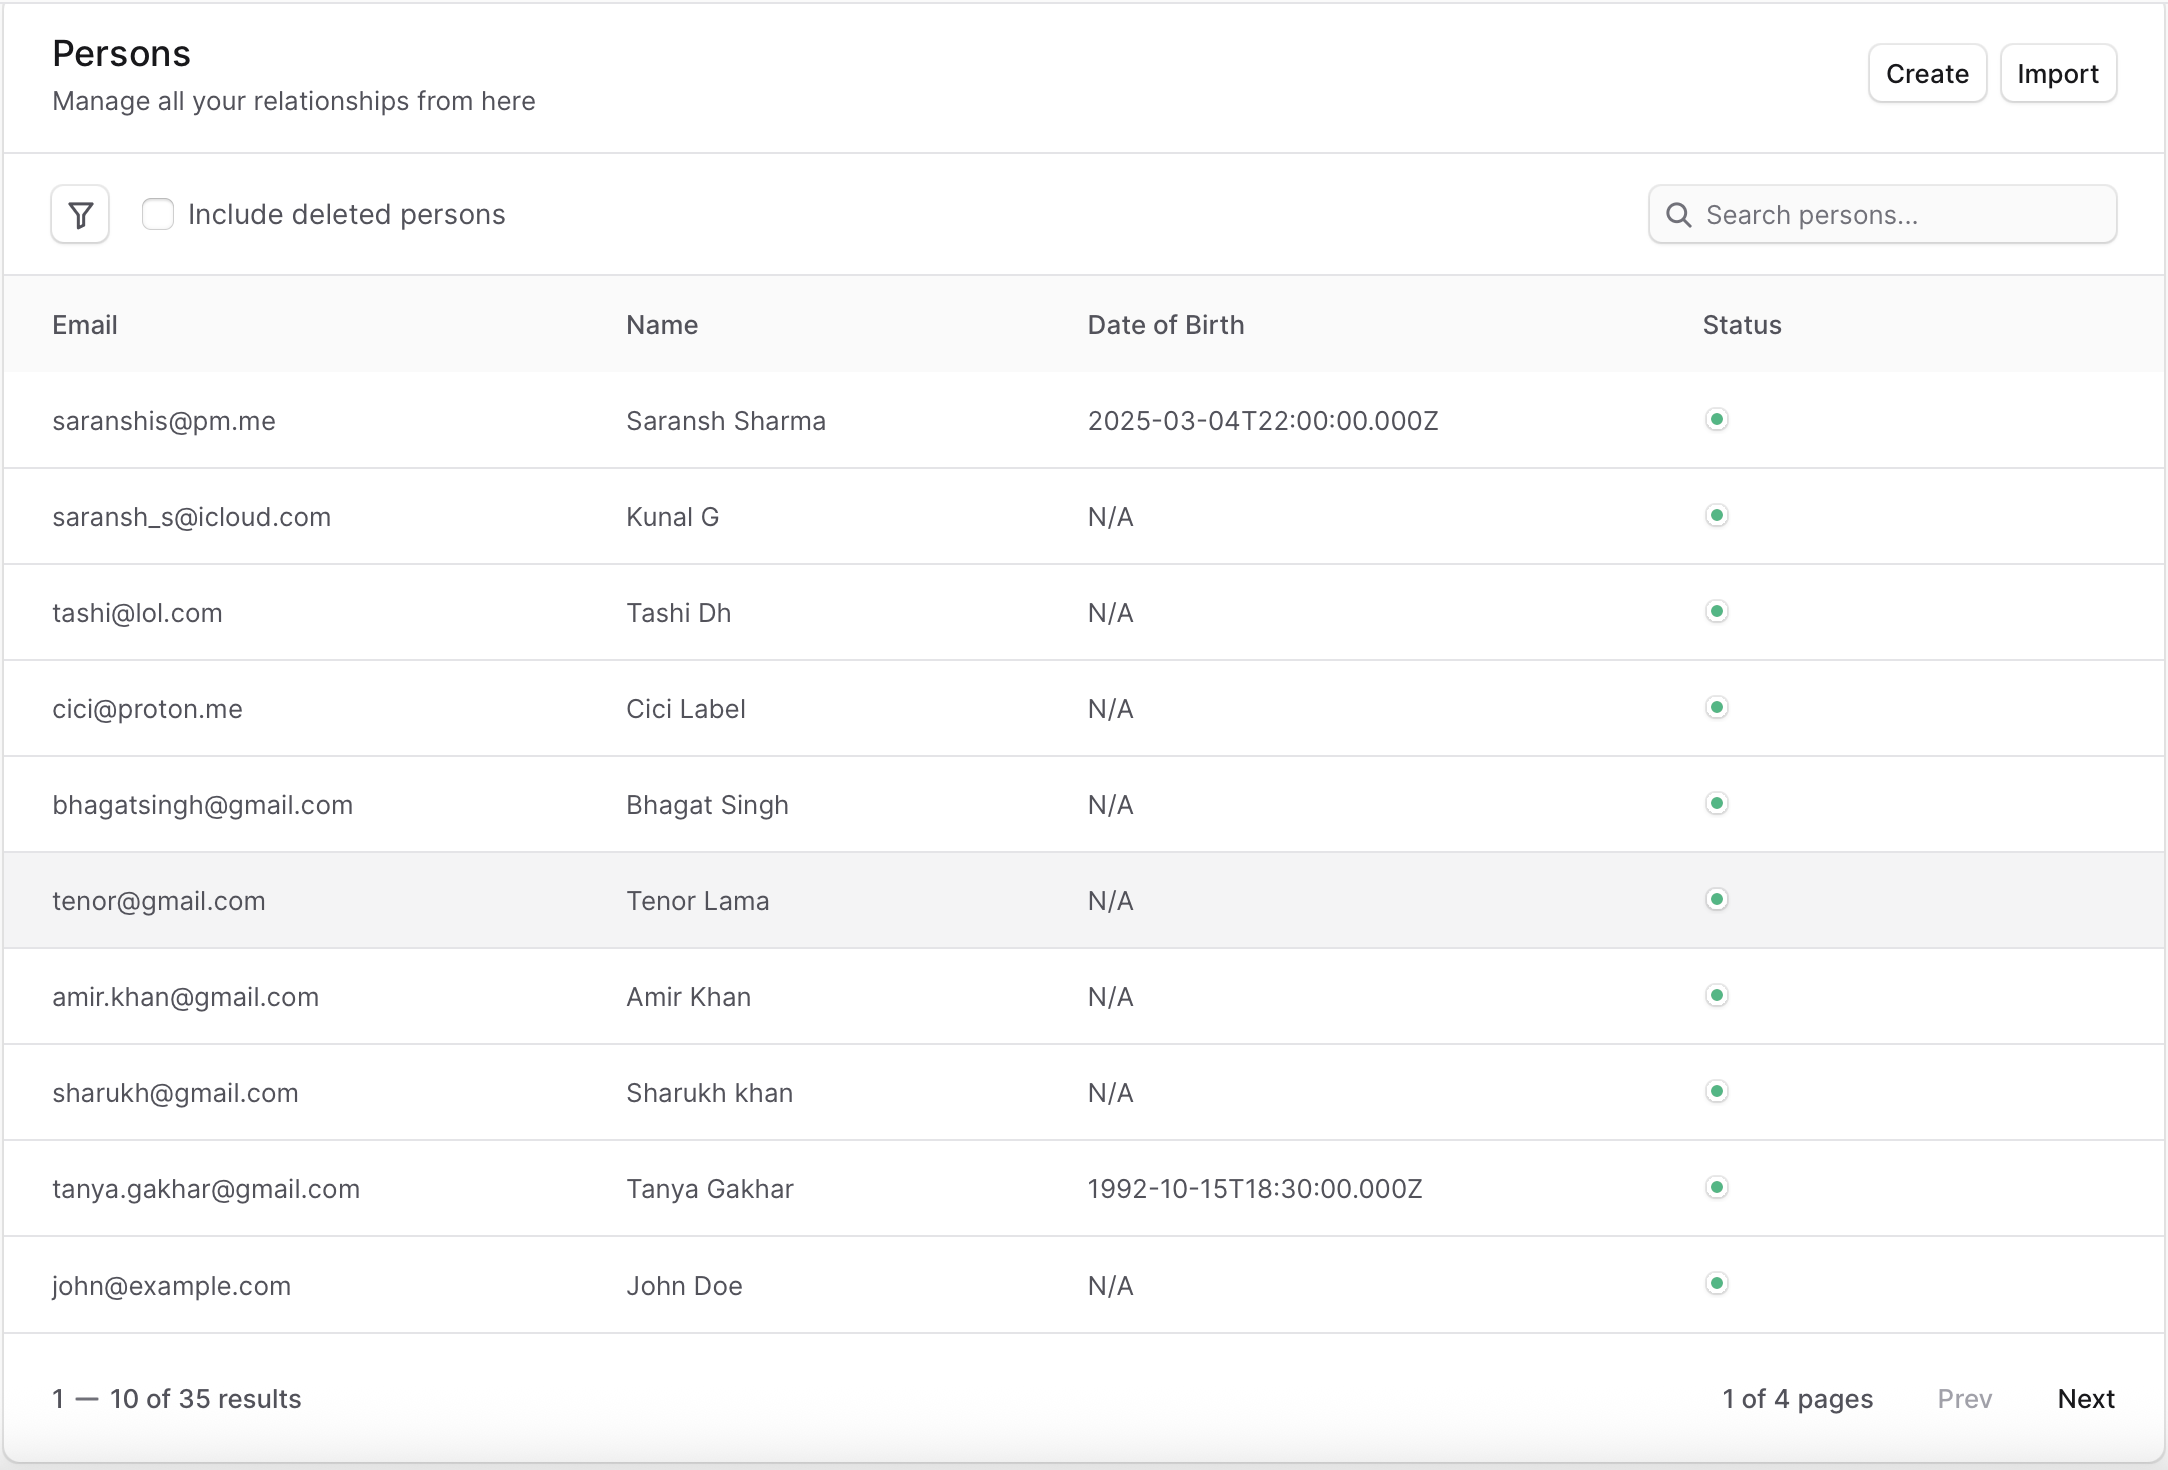 Persons
Manage all your relationships from here
Create Import
Include deleted persons
Search persons...
Email Name Date of Birth Status
saranshis@pm.me Saransh Sharma 2025-03-04T22:00:00.000Z
saransh_s@icloud.com Kunal G N/A
tashi@lol.com Tashi Dh N/A
cici@proton.me Cici Label N/A
bhagatsingh@gmail.com Bhagat Singh N/A
tenor@gmail.com Tenor Lama N/A
amir.khan@gmail.com Amir Khan N/A
sharukh@gmail.com Sharukh khan N/A
tanya.gakhar@gmail.com Tanya Gakhar 1992-10-15T18:30:00.000Z
john@example.com John Doe N/A
1 — 10 of 35 results 1 of 4 pages Prev Next